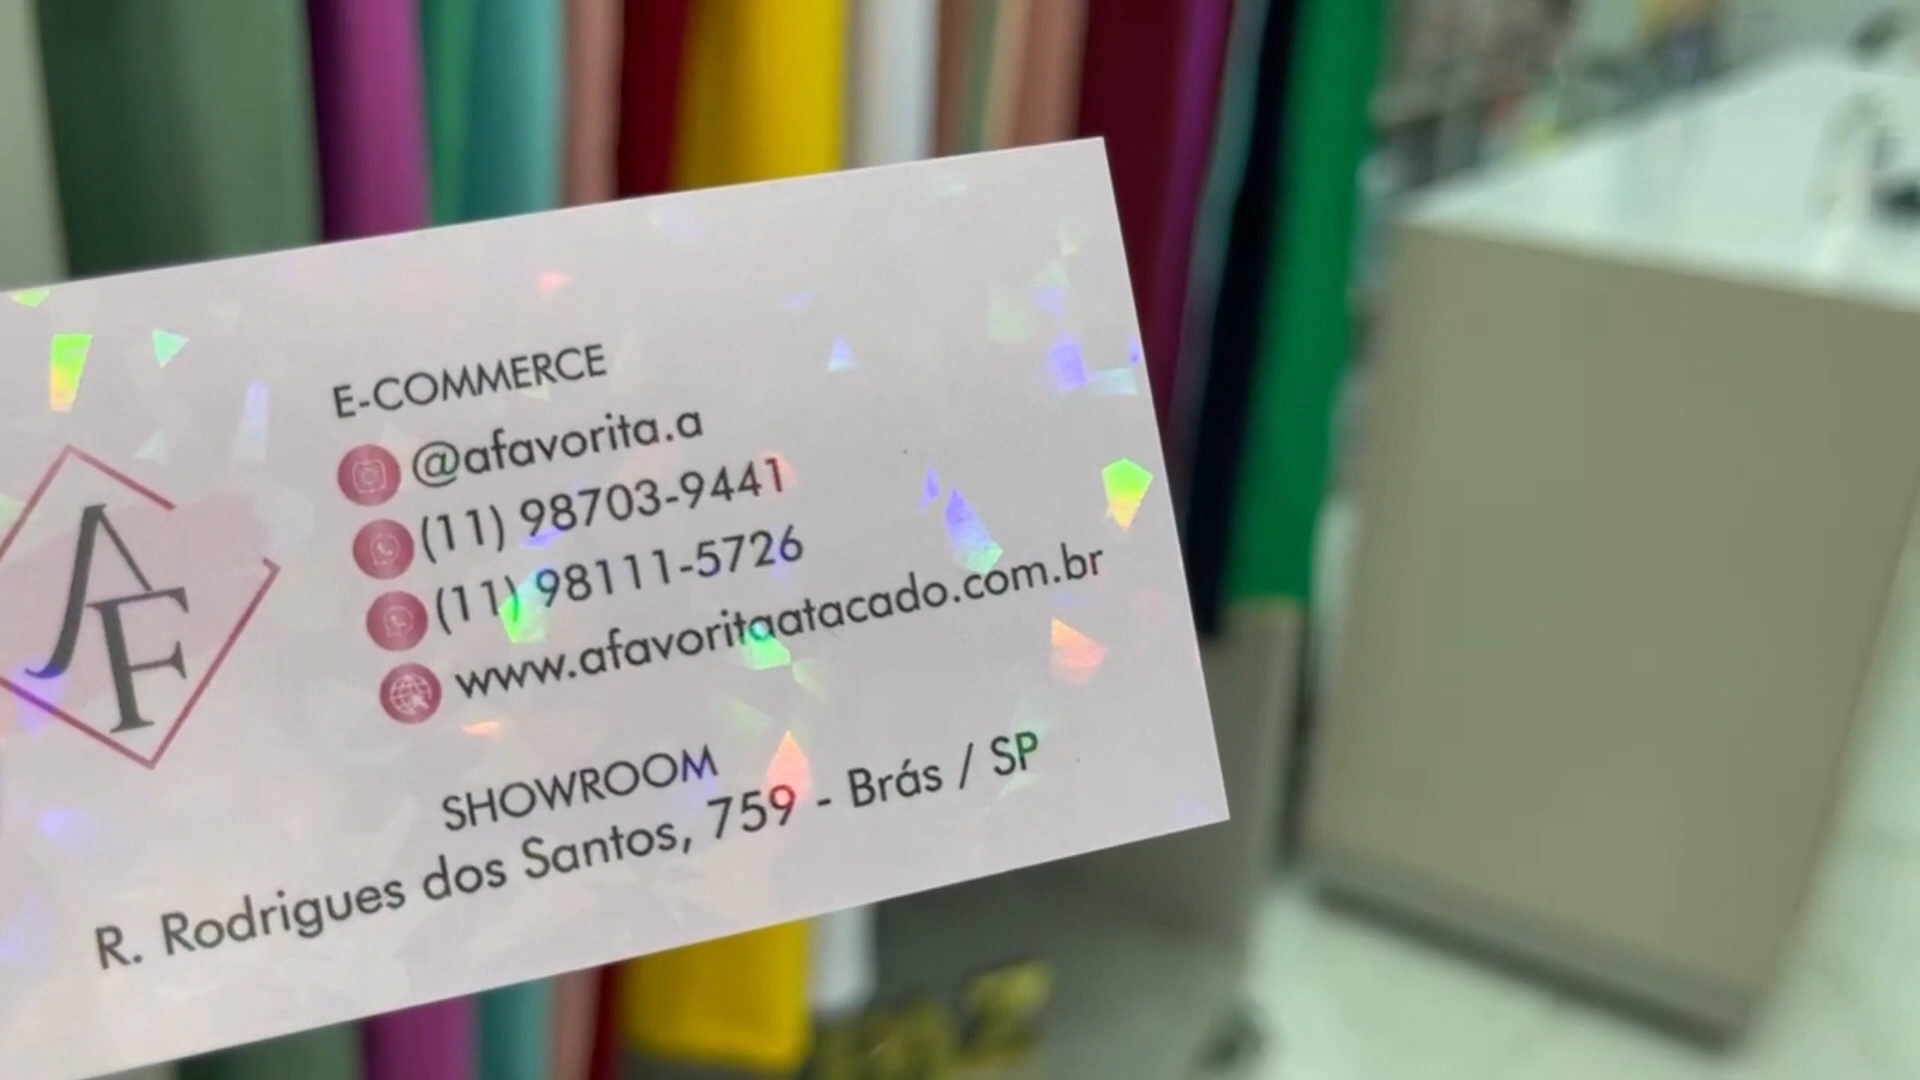 AF
E-COMMERCE
@afavorita.a
(11) 98703-9441
(11) 98111-5726
www.afavoritaatacado.com.br
SHOWROOM
R. Rodrigues dos Santos, 759 - Brás / SP